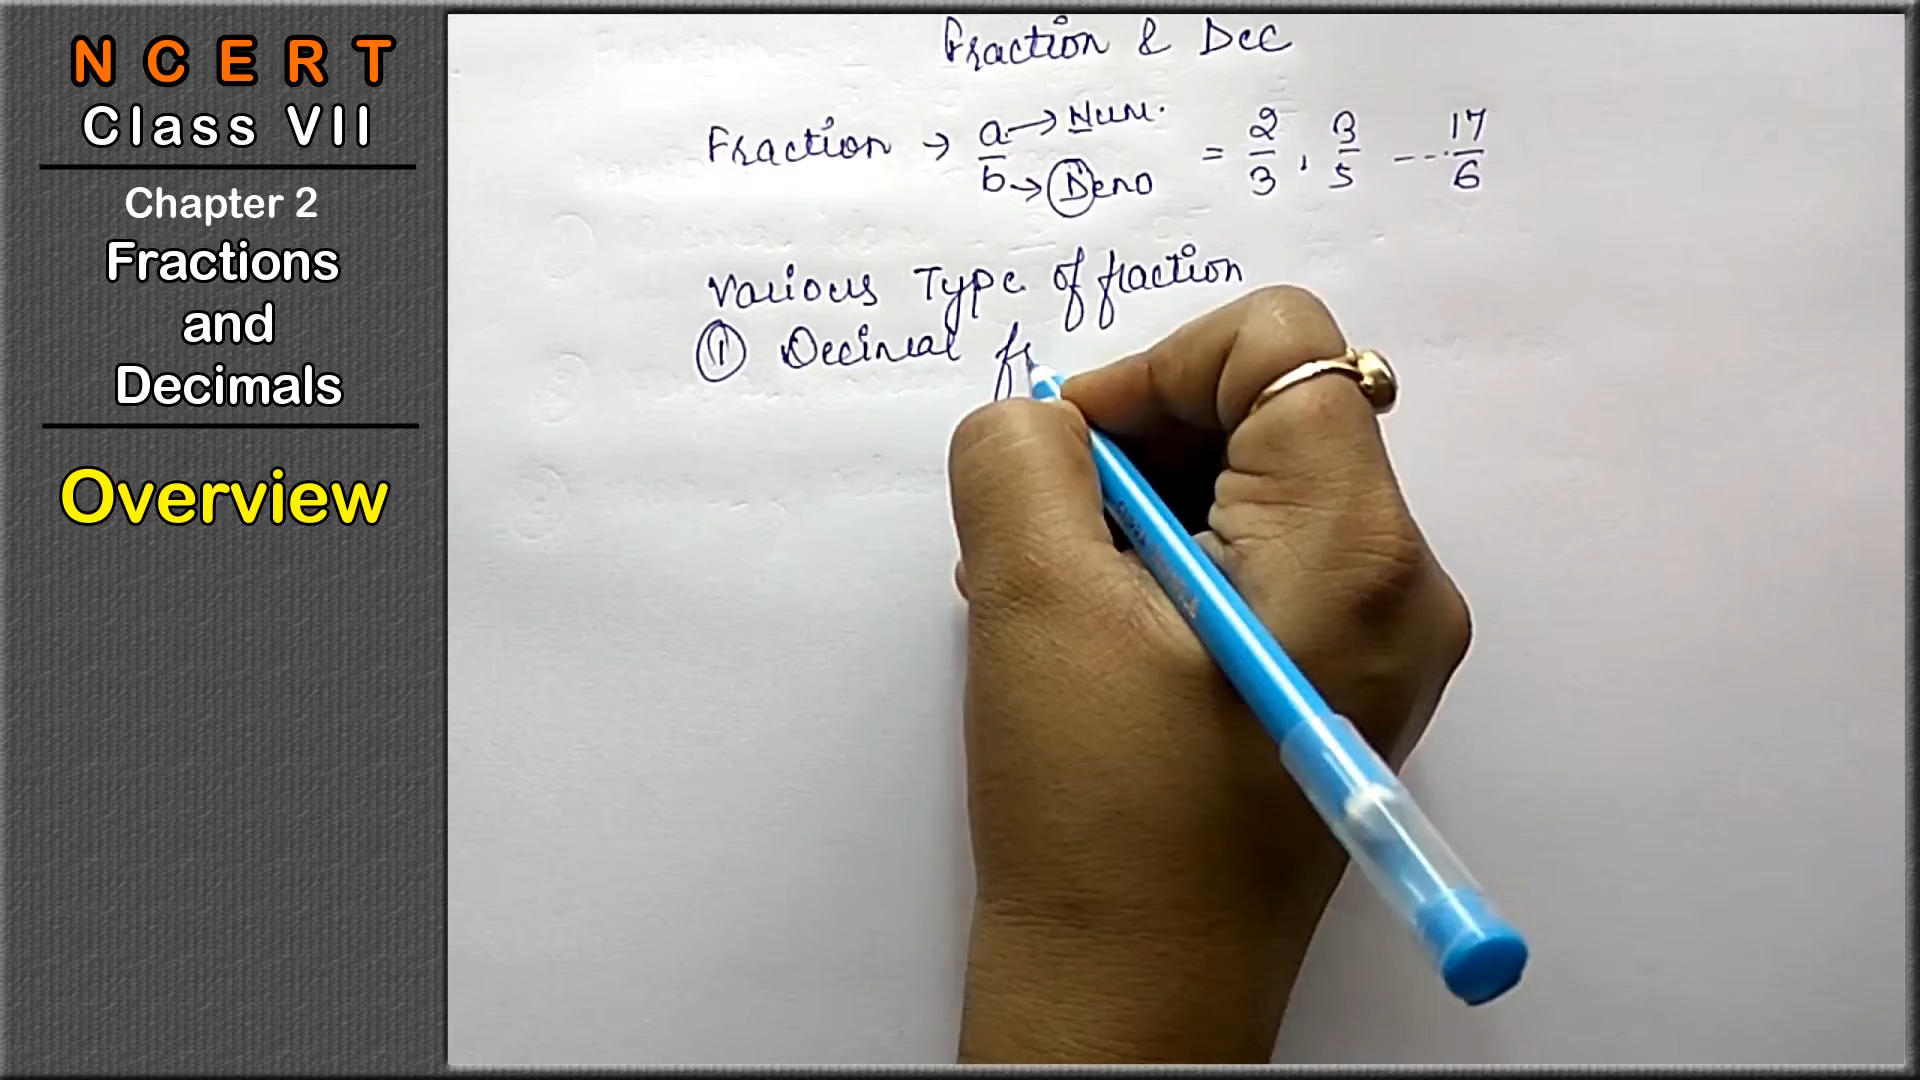 N C E R T
Class VII
Chapter 2
Fractions
and
Decimals
Overview
Fraction & Dec
Fraction → a/b → Num. → Deno = 2/3, 3/5 ---- 17/6
Various Type of fraction
① Decimal fr